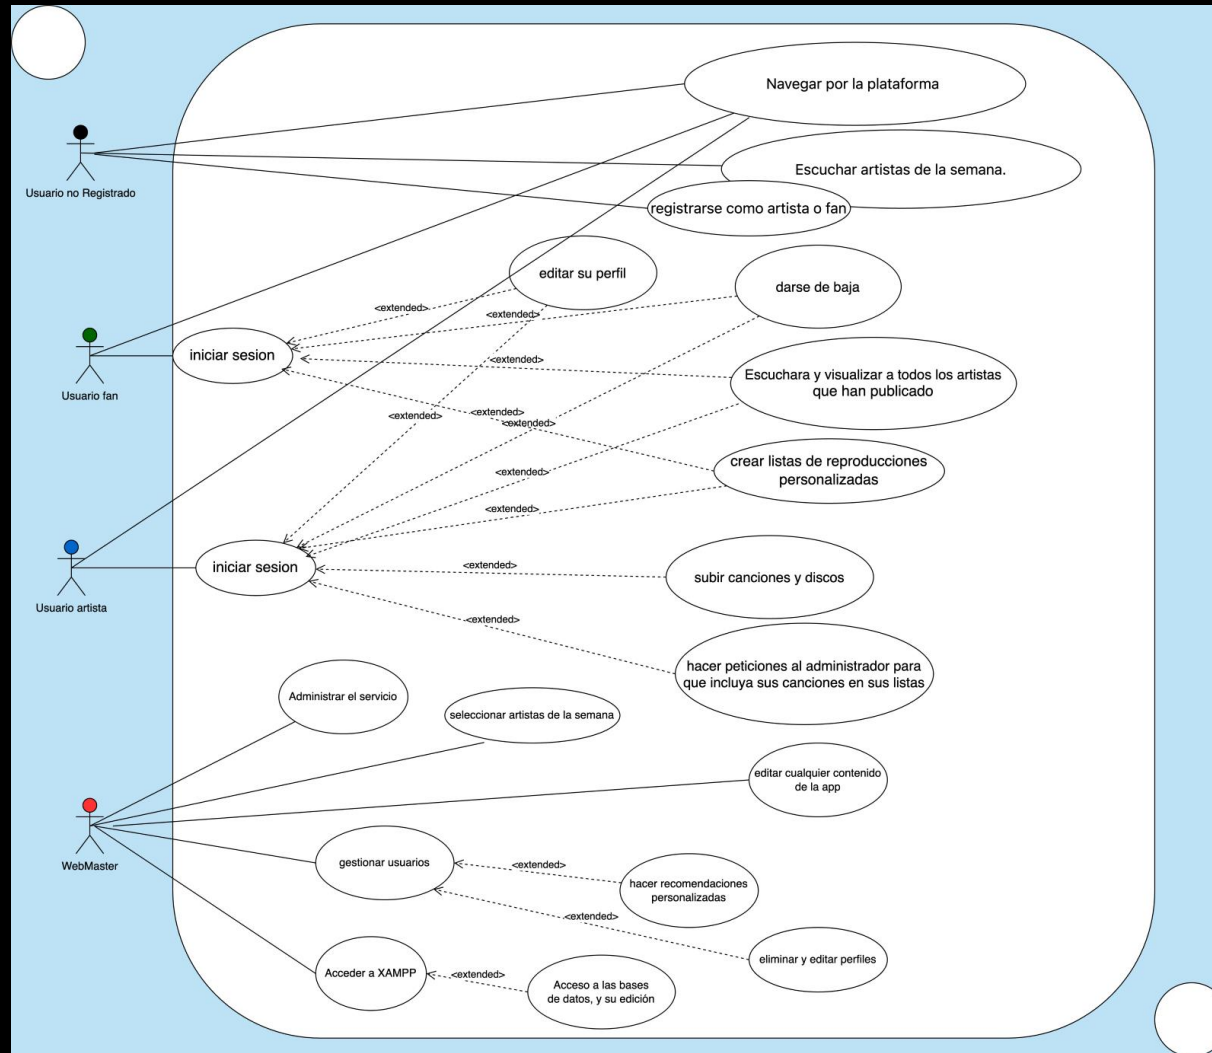 Navegar por la plataforma
Usuario no Registrado
Escuchar artistas de la semana.
registrarse como artista o fan
editar su perfil
darse de baja
<extended>
<extended>
Usuario fan
iniciar sesion
<extended>
Escuchara y visualizar a todos los artistas
que han publicado
<extended>
<extended>
<extended>
crear listas de reproducciones
personalizadas
<extended>
<extended>
Usuario artista
iniciar sesion
<extended>
subir canciones y discos
<extended>
hacer peticiones al administrador para
que incluya sus canciones en sus listas
Administrar el servicio
seleccionar artistas de la semana
editar cualquier contenido
de la app
WebMaster
gestionar usuarios
<extended>
hacer recomendaciones
personalizadas
<extended>
eliminar y editar perfiles
Acceder a XAMPP
<extended>
Acceso a las bases
de datos, y su edición